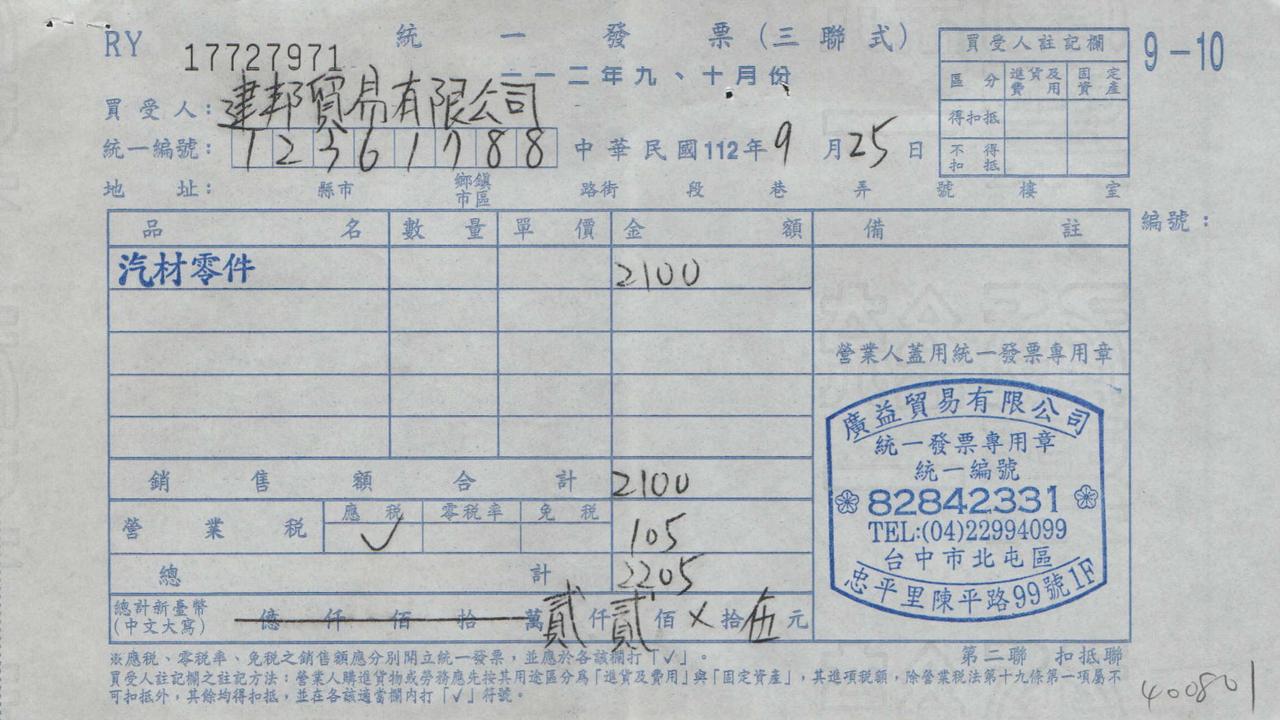 RY 17727971 統一發票(三聯式) 9-10
一一二年九、十月份
買受人: 建邦貿易有限公司
統一編號: 12361788 中華民國112年9月25日
地址: 縣市 鄉鎮市區 路街 段 巷 弄 號 樓 室
買受人註記欄
區分 進貨及費用 固定資產
得扣抵
不得扣抵
編號:
品名 數量 單價 金額 備註
汽材零件 2100
營業人蓋用統一發票專用章
銷售額合計 2100
營業稅 應稅 零稅率 免稅
✓ 105
總計 2205
總計新臺幣(中文大寫) 億仟佰拾萬貳仟貳佰×拾伍元
廣益貿易有限公司
統一發票專用章
統一編號
82842331
TEL:(04)22994099
台中市北屯區
忠平里陳平路99號1F
※應稅、零稅率、免稅之銷售額應分別開立統一發票,並應於各該欄打「✓」。
第二聯 扣抵聯
買受人註記欄之註記方法:營業人購進貨物或勞務應先按其用途區分為「進貨及費用」與「固定資產」,其進項稅額,除營業稅法第十九條第一項屬不
可扣抵外,其餘均得扣抵,並在各該適當欄內打「✓」符號。
400801